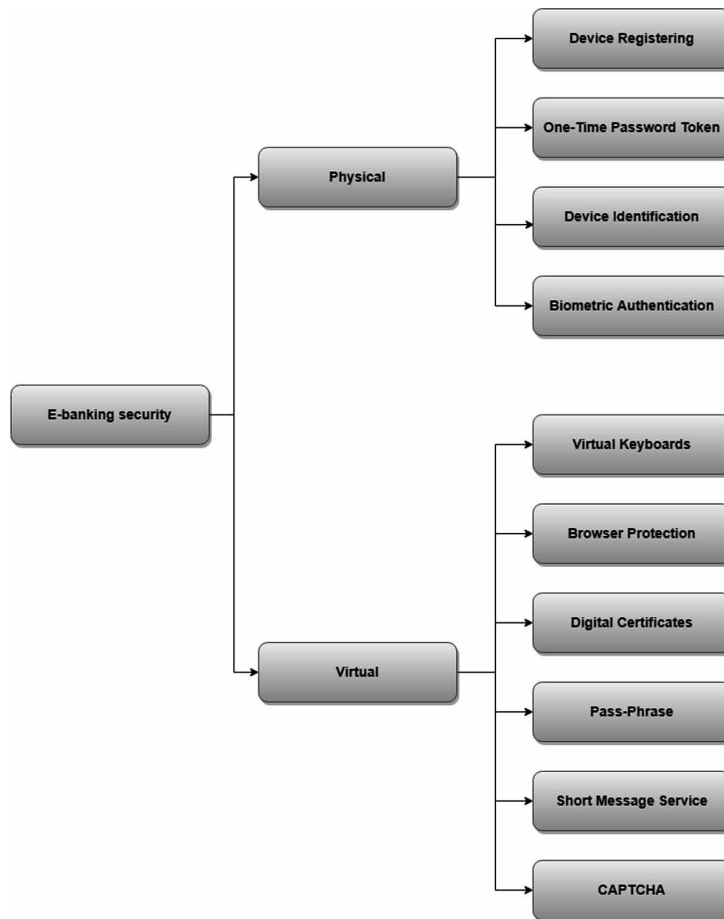 Device Registering
One-Time Password Token
Physical
Device Identification
Biometric Authentication
E-banking security
Virtual Keyboards
Browser Protection
Digital Certificates
Virtual
Pass-Phrase
Short Message Service
CAPTCHA